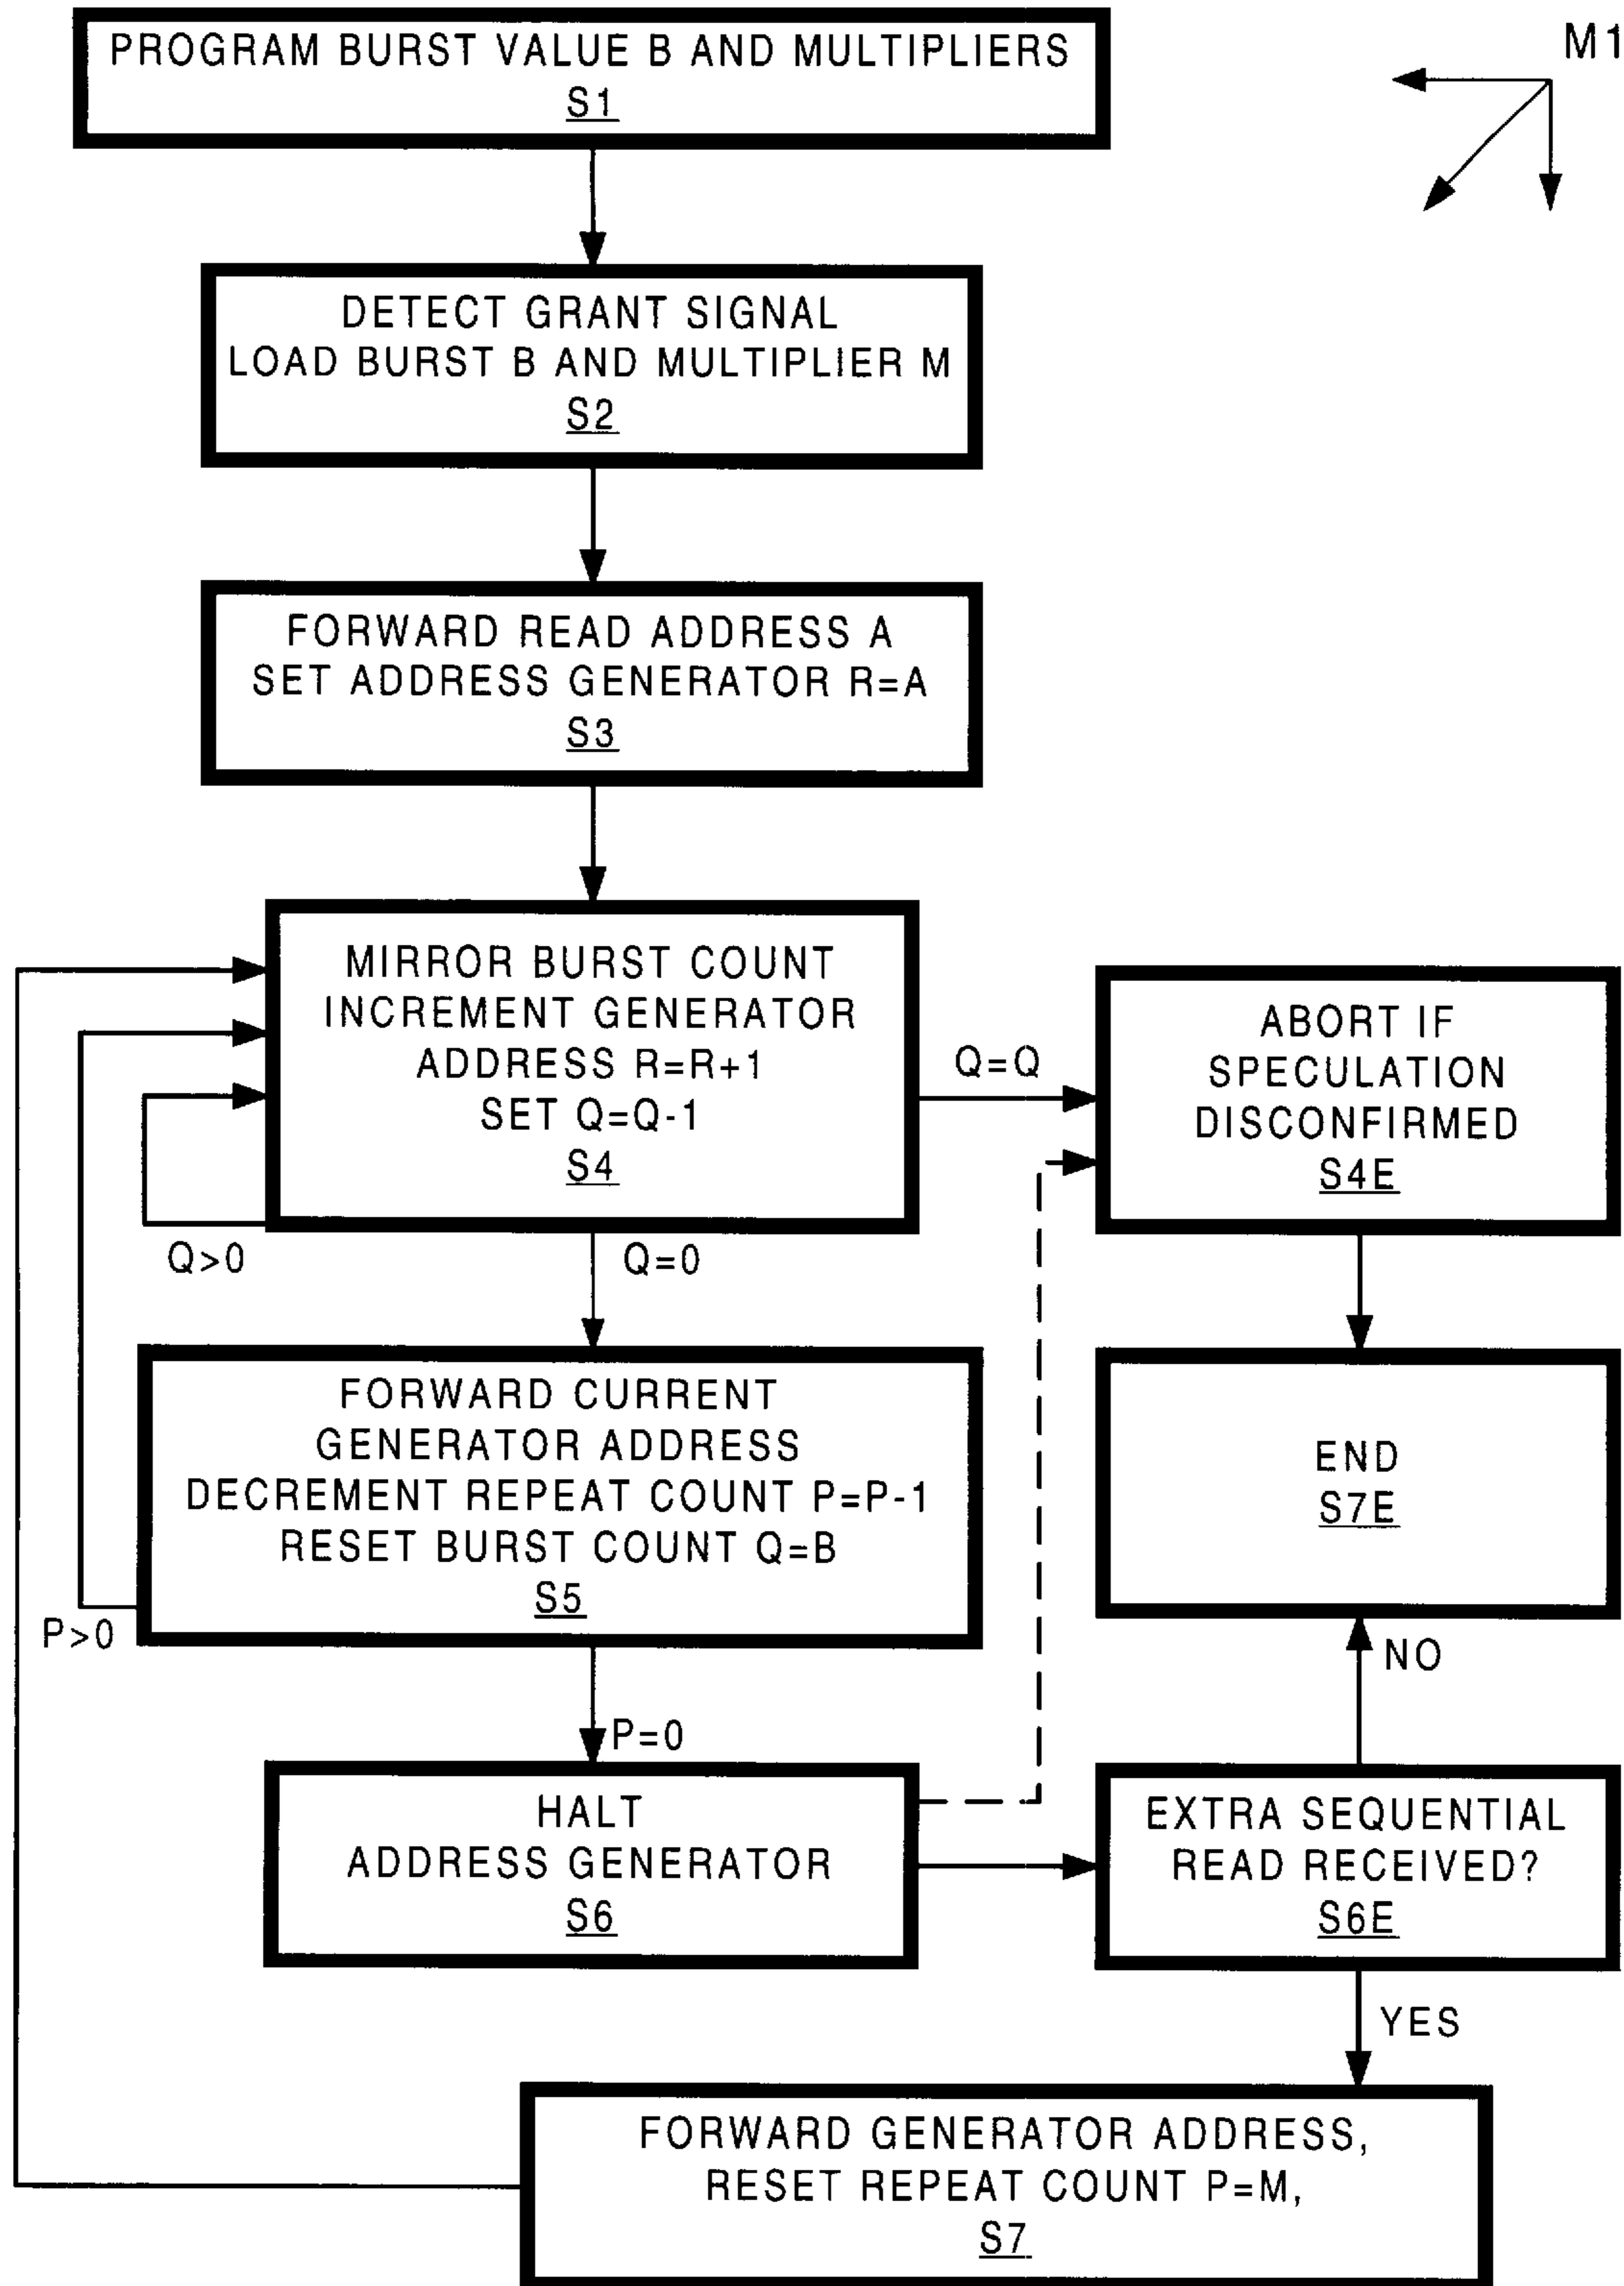 PROGRAM BURST VALUE B AND MULTIPLIERS
S1
M1
DETECT GRANT SIGNAL
LOAD BURST B AND MULTIPLIER M
S2
FORWARD READ ADDRESS A
SET ADDRESS GENERATOR R=A
S3
MIRROR BURST COUNT
INCREMENT GENERATOR
ADDRESS R=R+1
SET Q=Q-1
S4
Q=Q
ABORT IF
SPECULATION
DISCONFIRMED
S4E
Q>0
Q=0
FORWARD CURRENT
GENERATOR ADDRESS
DECREMENT REPEAT COUNT P=P-1
RESET BURST COUNT Q=B
S5
END
S7E
P>0
NO
P=0
HALT
ADDRESS GENERATOR
S6
EXTRA SEQUENTIAL
READ RECEIVED?
S6E
YES
FORWARD GENERATOR ADDRESS,
RESET REPEAT COUNT P=M,
S7